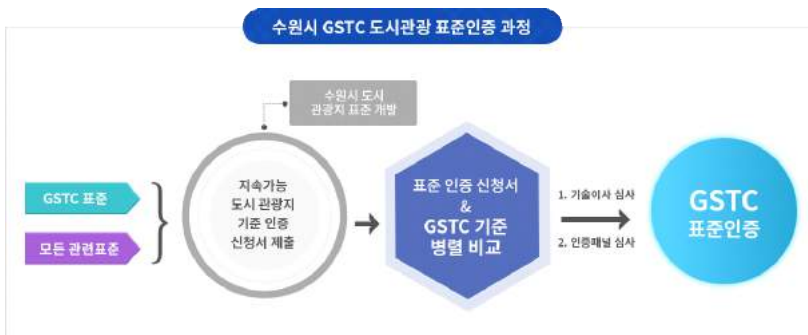 수원시 GSTC 도시관광 표준인증 과정
수원시 도시
관광지 표준 개발
GSTC 표준
모든 관련표준
지속가능
도시 관광지
기준 인증
신청서 제출
표준 인증 신청서
&
GSTC 기준
병렬 비교
1. 기술이사 심사
2. 인증패널 심사
GSTC
표준인증